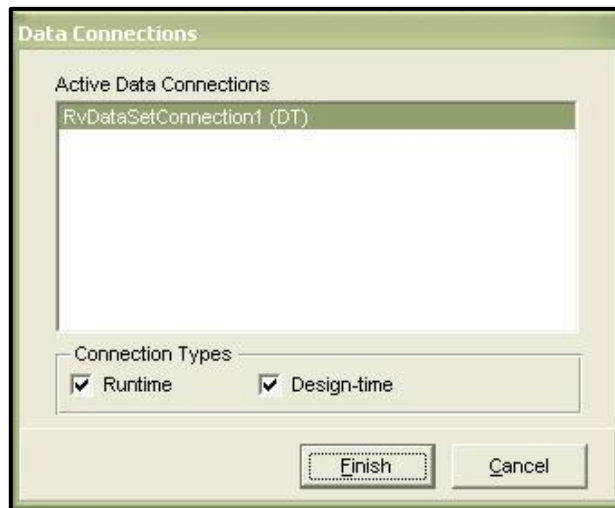 Data Connections
Active Data Connections
RvDataSetConnection1 (DT)
Connection Types
Runtime Design-time
Finish Cancel